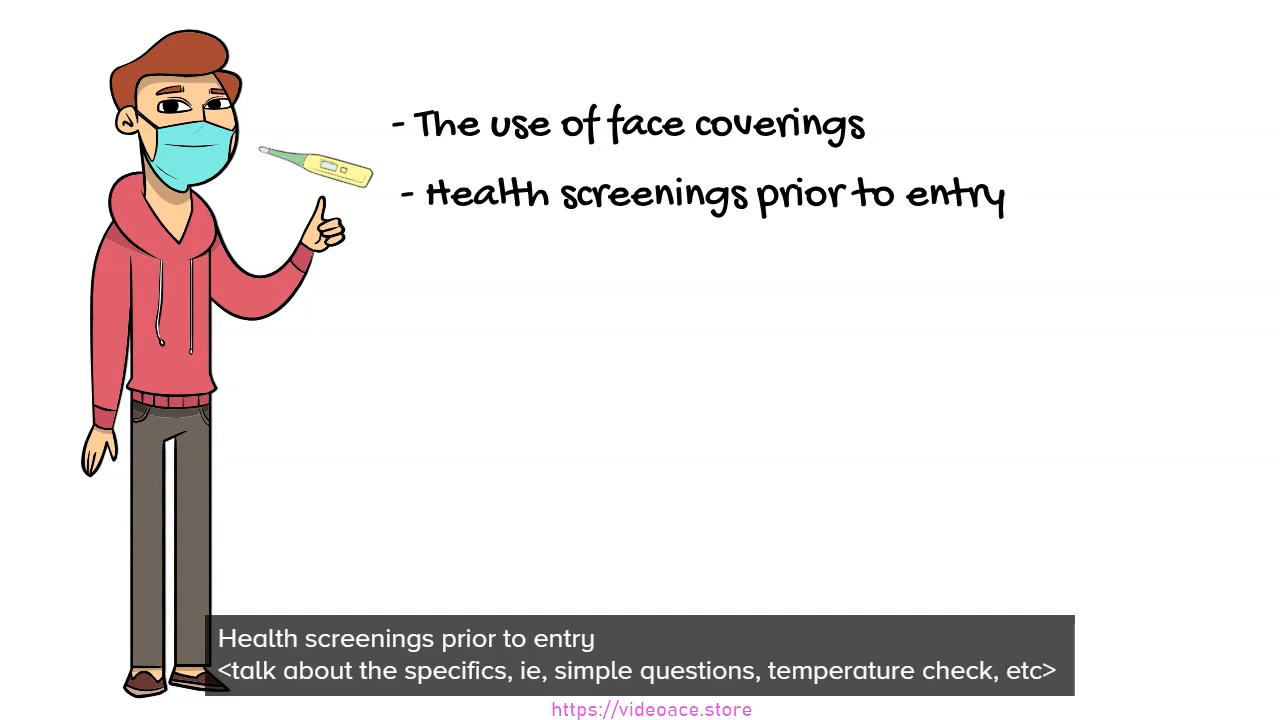 - The use of face coverings
- Health screenings prior to entry
Health screenings prior to entry
<talk about the specifics, ie, simple questions, temperature check, etc>
https://videoace.store